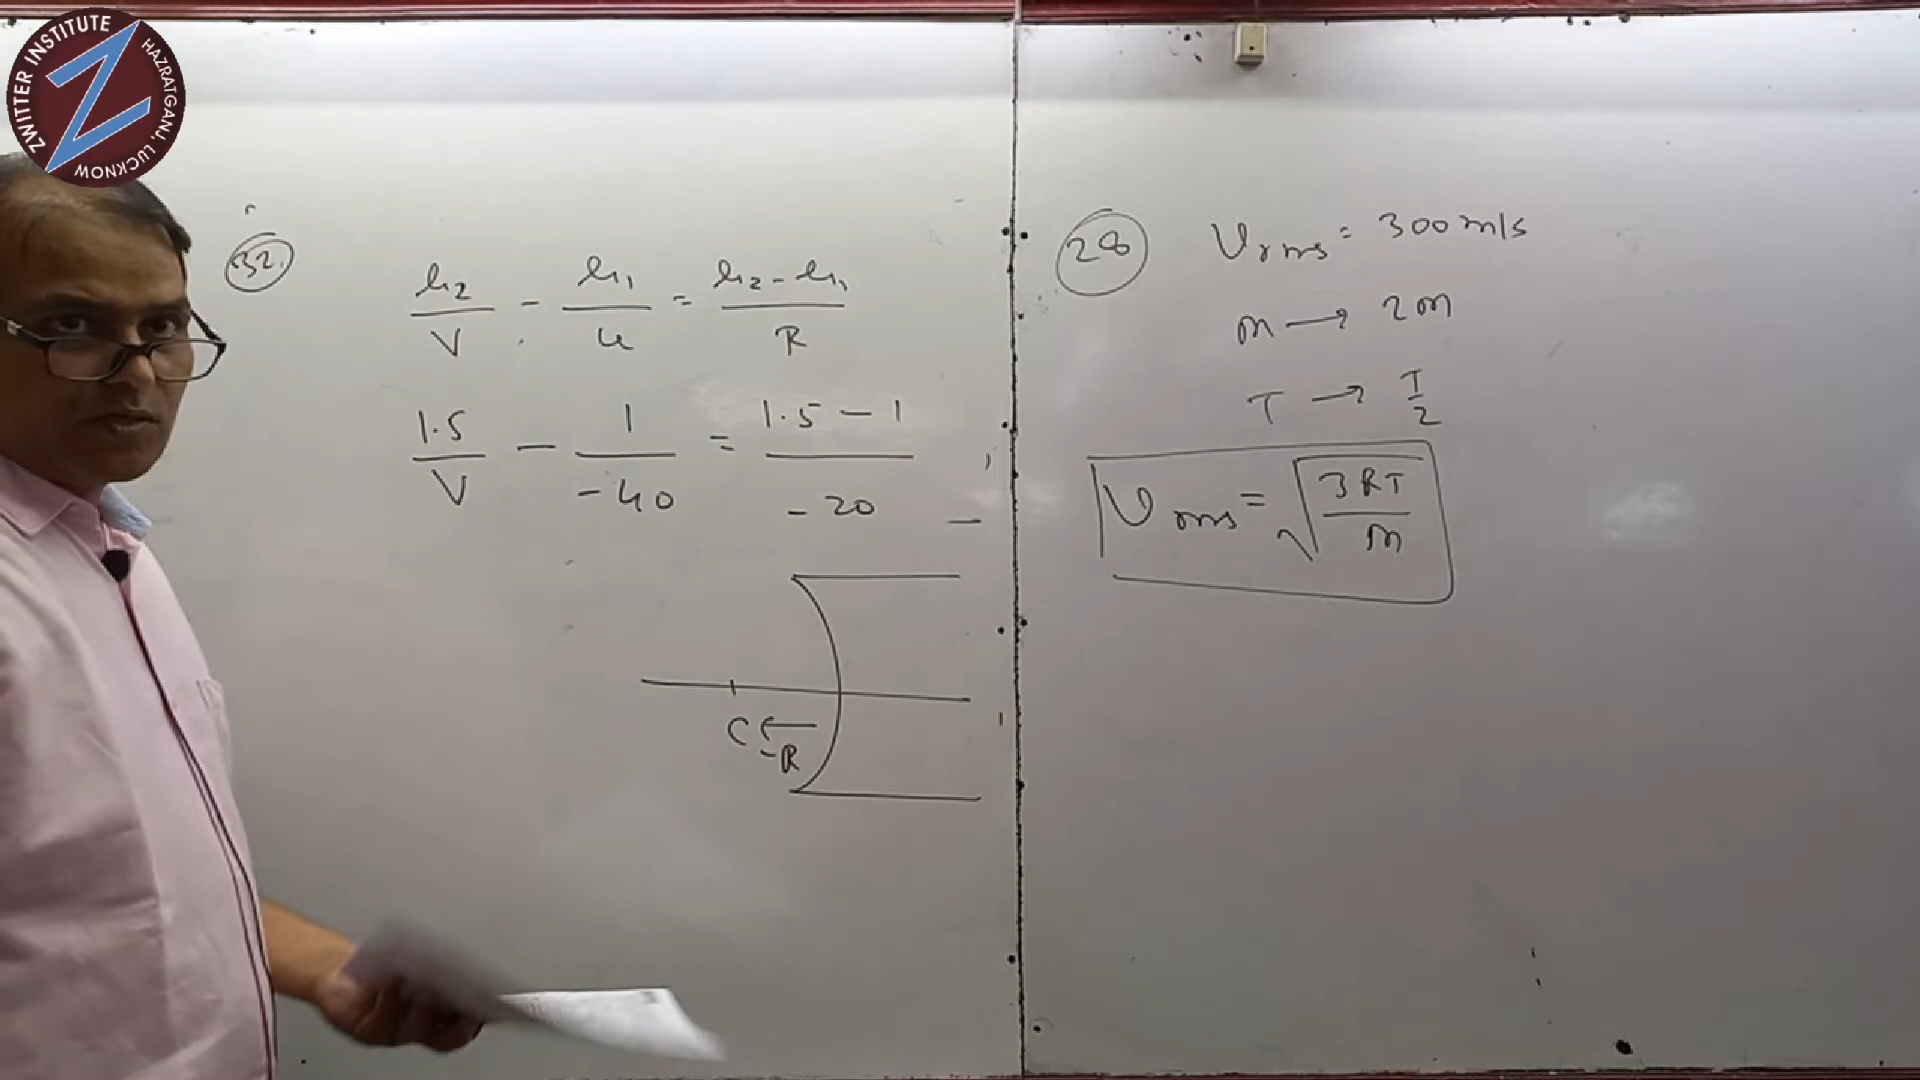 ZWITTER INSTITUTE
HAZRATGANJ, LUCKNOW
Z
32.
μ₂/V - μ₁/u = μ₂ - μ₁/R
1.5/V - 1/-40 = 1.5 - 1/-20
C ← -R
28
Vrms = 300 m/s
m → 2m
T → T/2
Vrms = √3RT/m